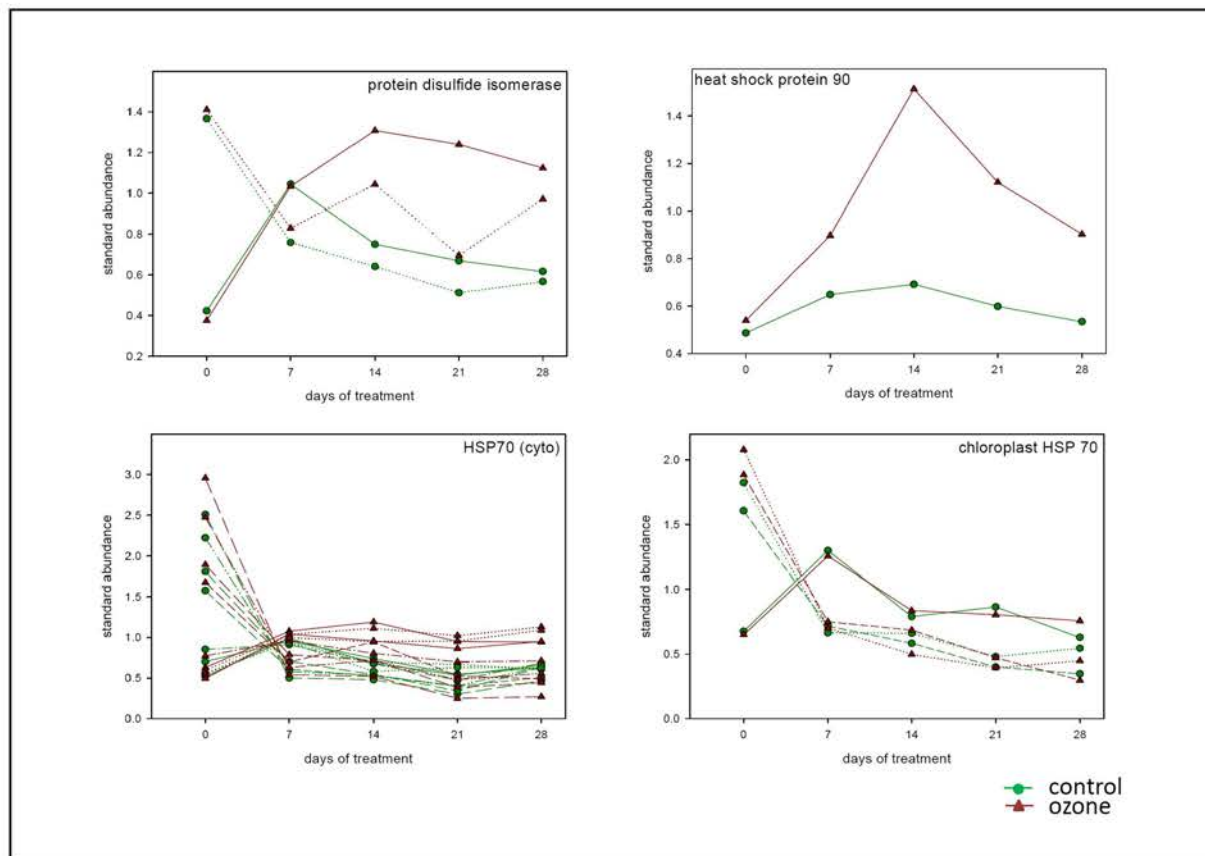 protein disulfide isomerase
1.4
1.2
1.0
0.8
0.6
0.4
0.2
standard abundance
0 7 14 21 28
days of treatment
heat shock protein 90
1.4
1.2
1.0
0.8
0.6
0.4
standard abundance
0 7 14 21 28
days of treatment
HSP70 (cyto)
3.0
2.5
2.0
1.5
1.0
0.5
0.0
standard abundance
0 7 14 21 28
days of treatment
chloroplast HSP 70
2.0
1.5
1.0
0.5
0.0
standard abundance
0 7 14 21 28
days of treatment
control
ozone